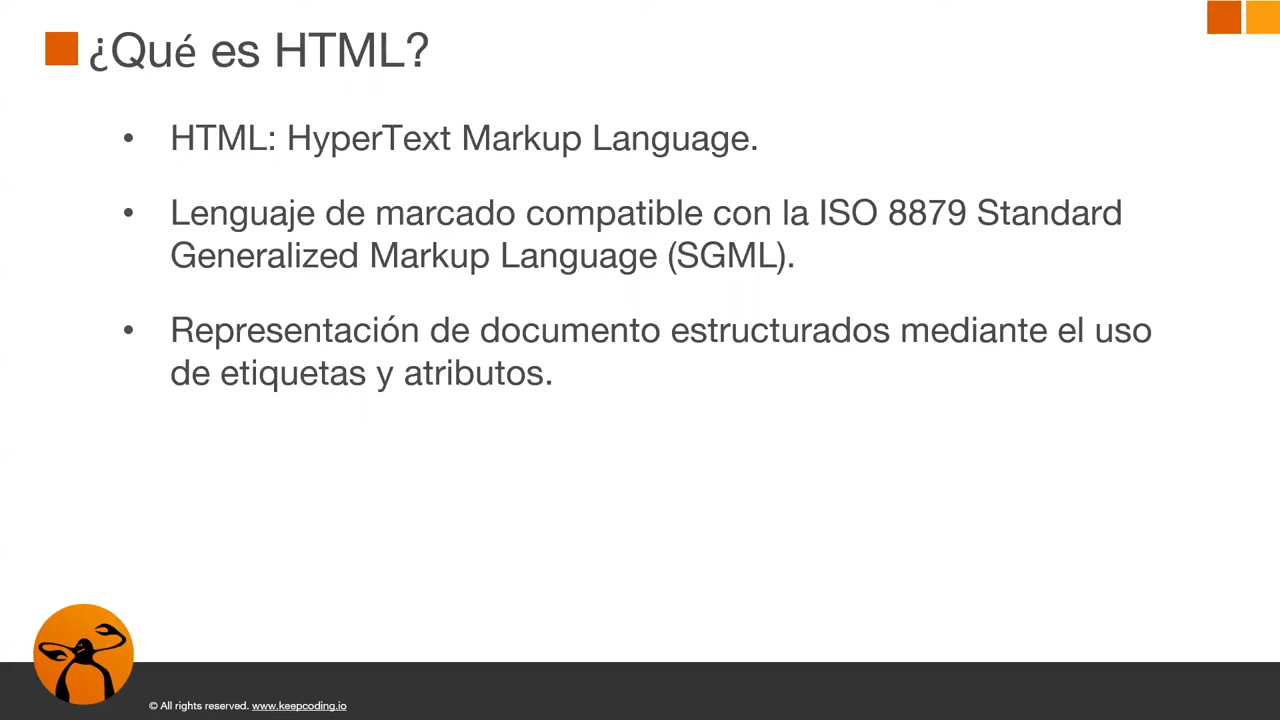 ¿Qué es HTML?
• HTML: HyperText Markup Language.
• Lenguaje de marcado compatible con la ISO 8879 Standard
Generalized Markup Language (SGML).
• Representación de documento estructurados mediante el uso
de etiquetas y atributos.
© All rights reserved. www.keepcoding.io